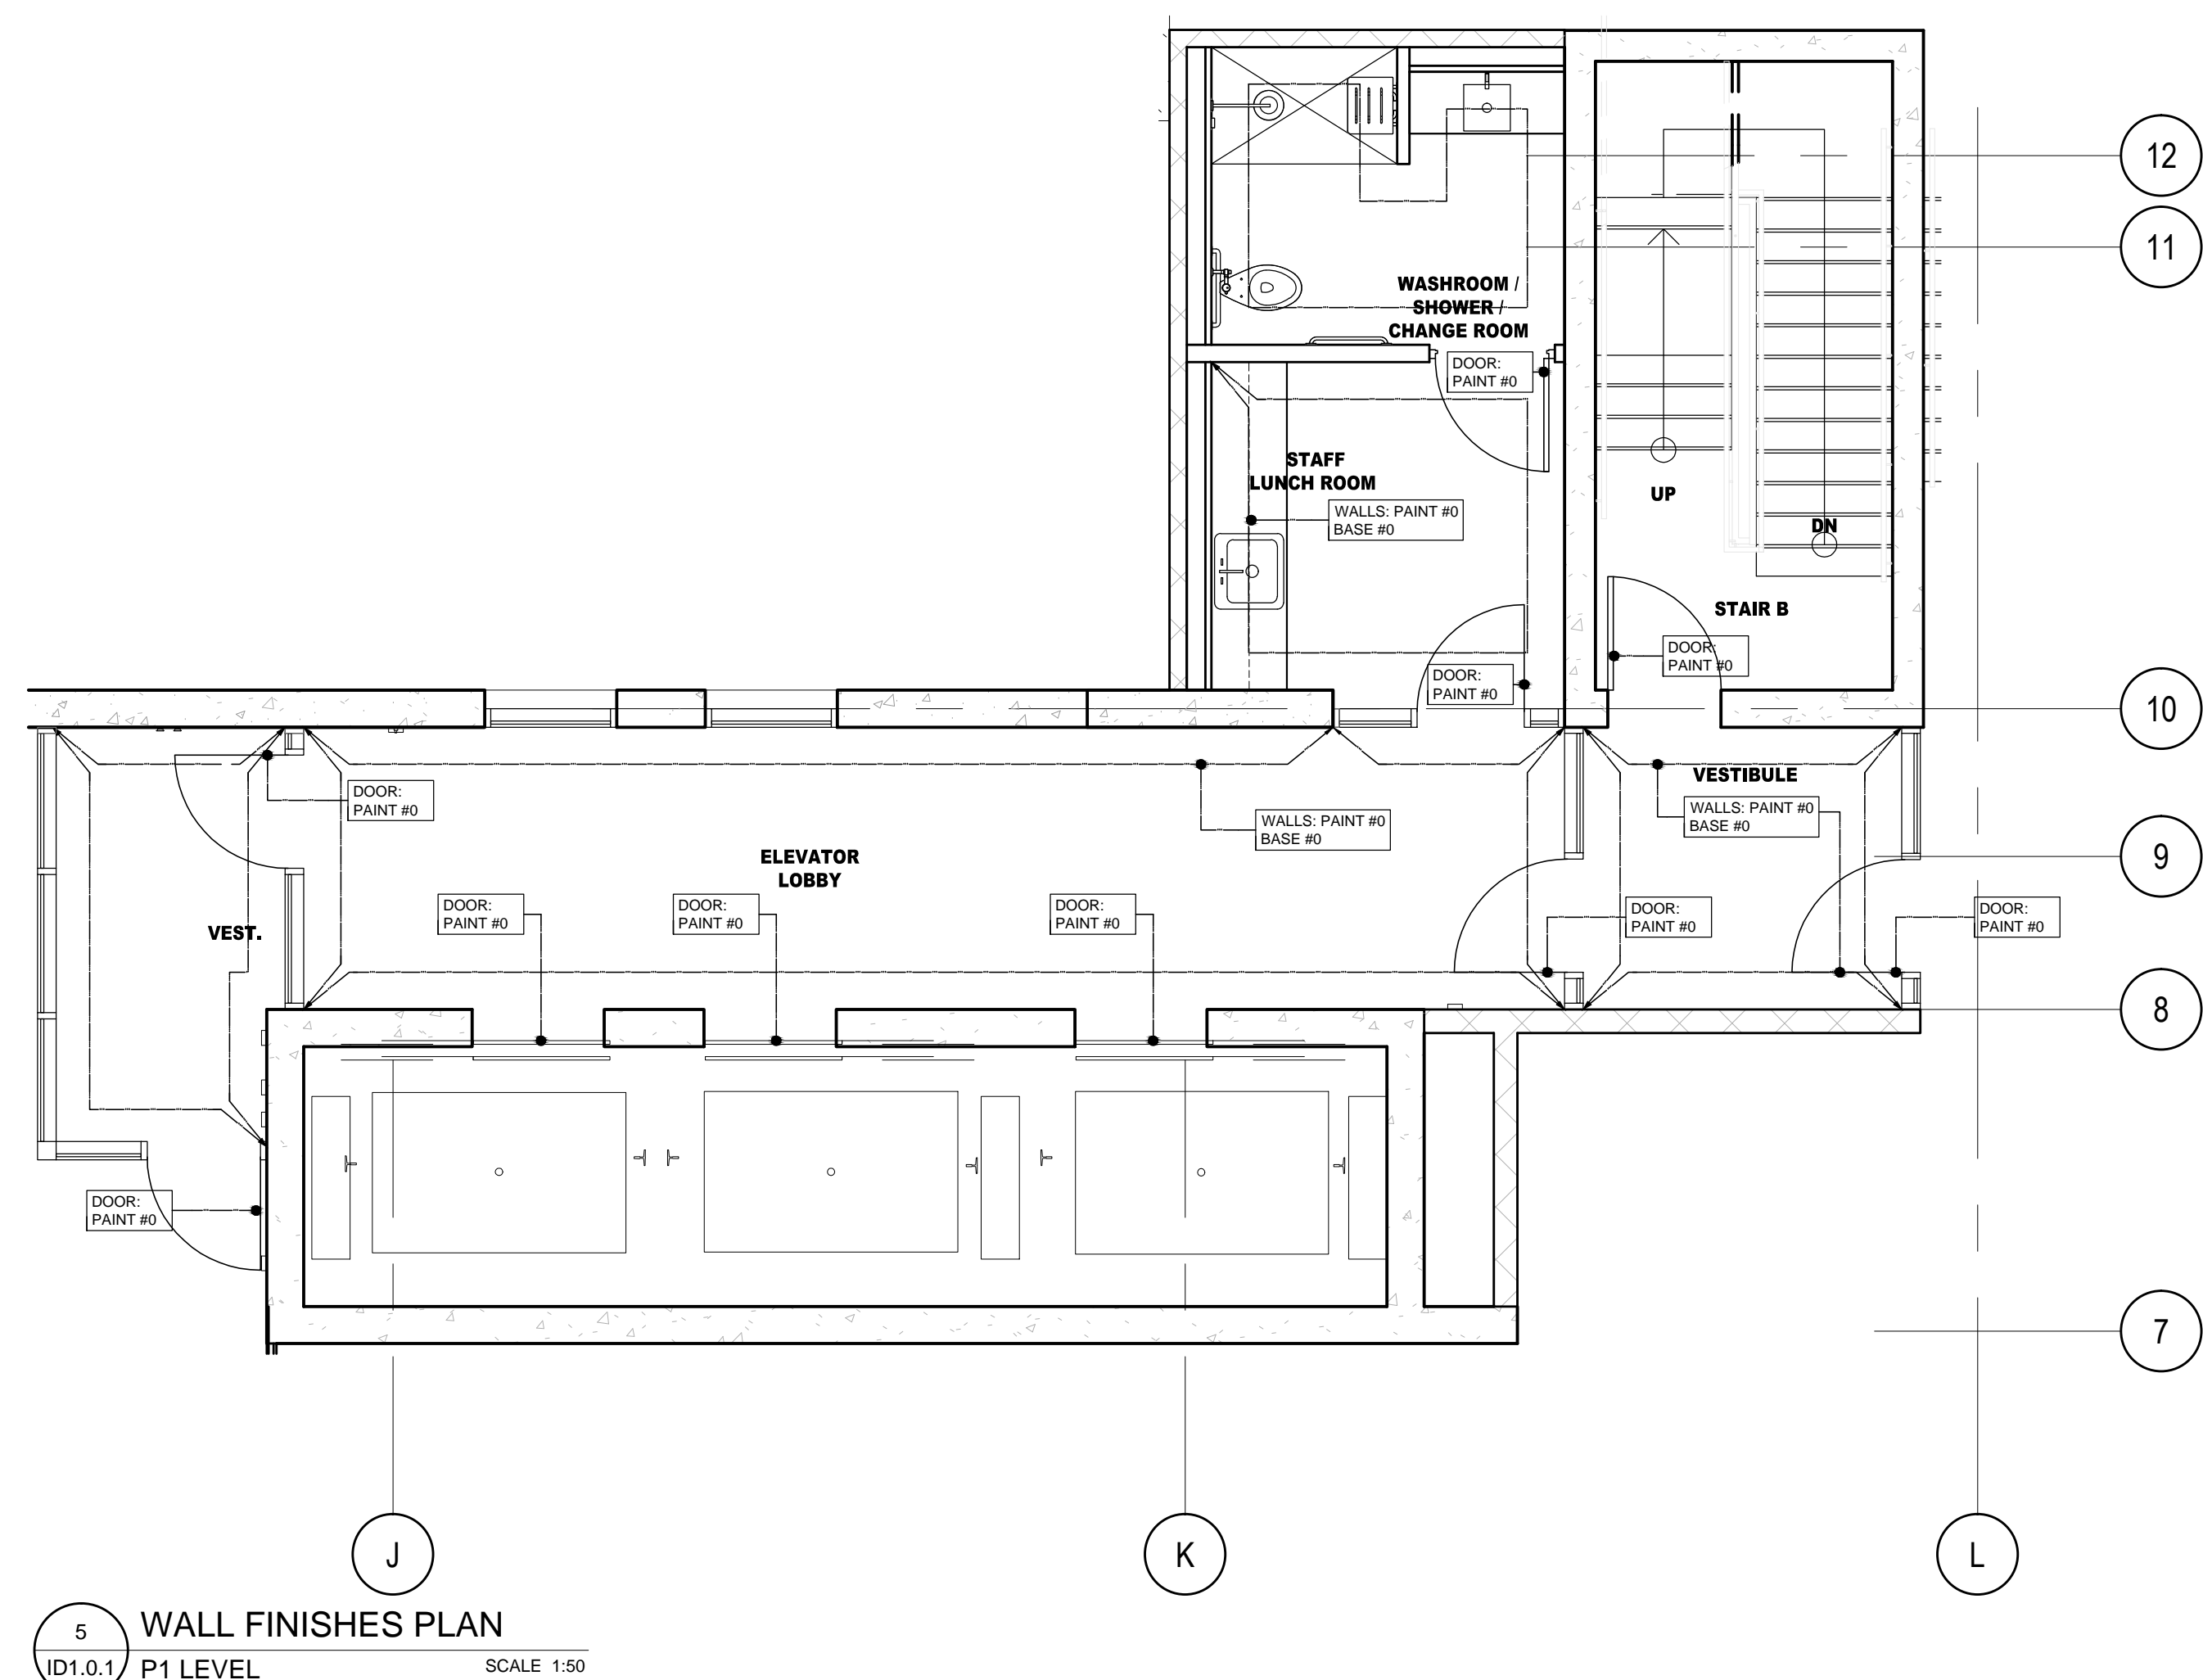 12
11
WASHROOM /
SHOWER /
CHANGE ROOM
DOOR:
PAINT #0
STAFF
LUNCH ROOM
WALLS: PAINT #0
BASE #0
UP
DN
STAIR B
DOOR:
PAINT #0
DOOR:
PAINT #0
10
VESTIBULE
WALLS: PAINT #0
BASE #0
DOOR:
PAINT #0
WALLS: PAINT #0
BASE #0
ELEVATOR
LOBBY
9
DOOR:
PAINT #0
DOOR:
PAINT #0
DOOR:
PAINT #0
DOOR:
PAINT #0
DOOR:
PAINT #0
VEST.
8
DOOR:
PAINT #0
7
J
K
L
5
ID1.0.1
WALL FINISHES PLAN
P1 LEVEL
SCALE 1:50